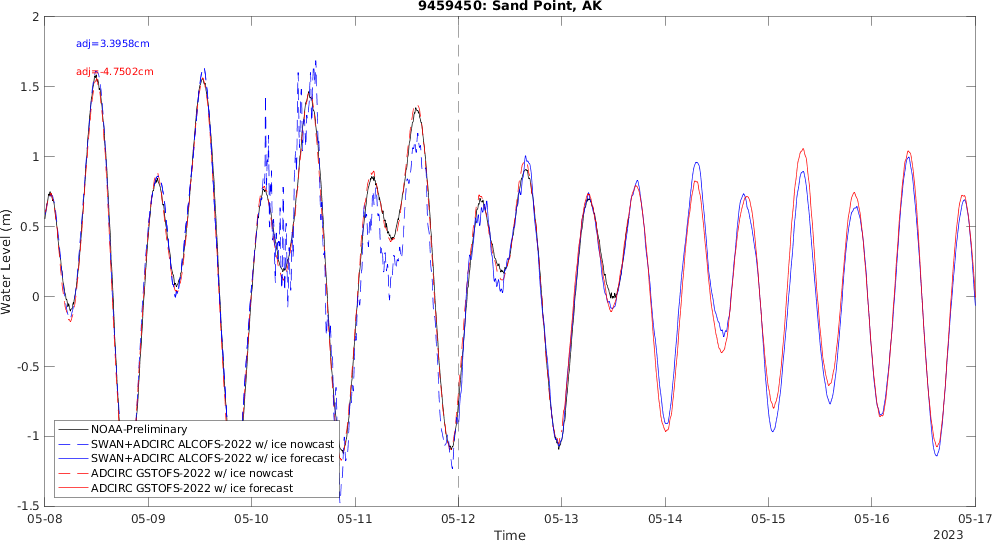 9459450: Sand Point, AK
adj=3.3958cm
adj=-4.7502cm
2
1.5
1
0.5
0
-0.5
-1
-1.5
Water Level (m)
NOAA-Preliminary
SWAN+ADCIRC ALCOFS-2022 w/ ice nowcast
SWAN+ADCIRC ALCOFS-2022 w/ ice forecast
ADCIRC GSTOFS-2022 w/ ice nowcast
ADCIRC GSTOFS-2022 w/ ice forecast
05-08 05-09 05-10 05-11 05-12 05-13 05-14 05-15 05-16 05-17
Time
2023